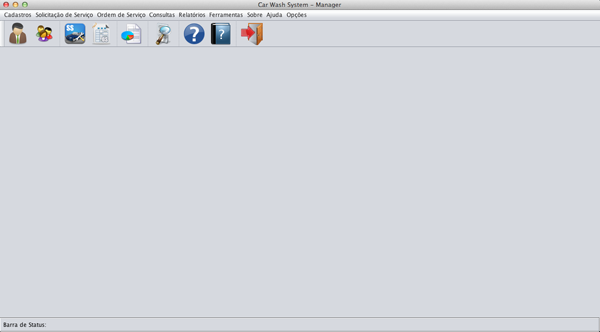 Car Wash System – Manager
Cadastros Solicitação de Serviço Ordem de Serviço Consultas Relatórios Ferramentas Sobre Ajuda Opções
SS
? ?
Barra de Status: